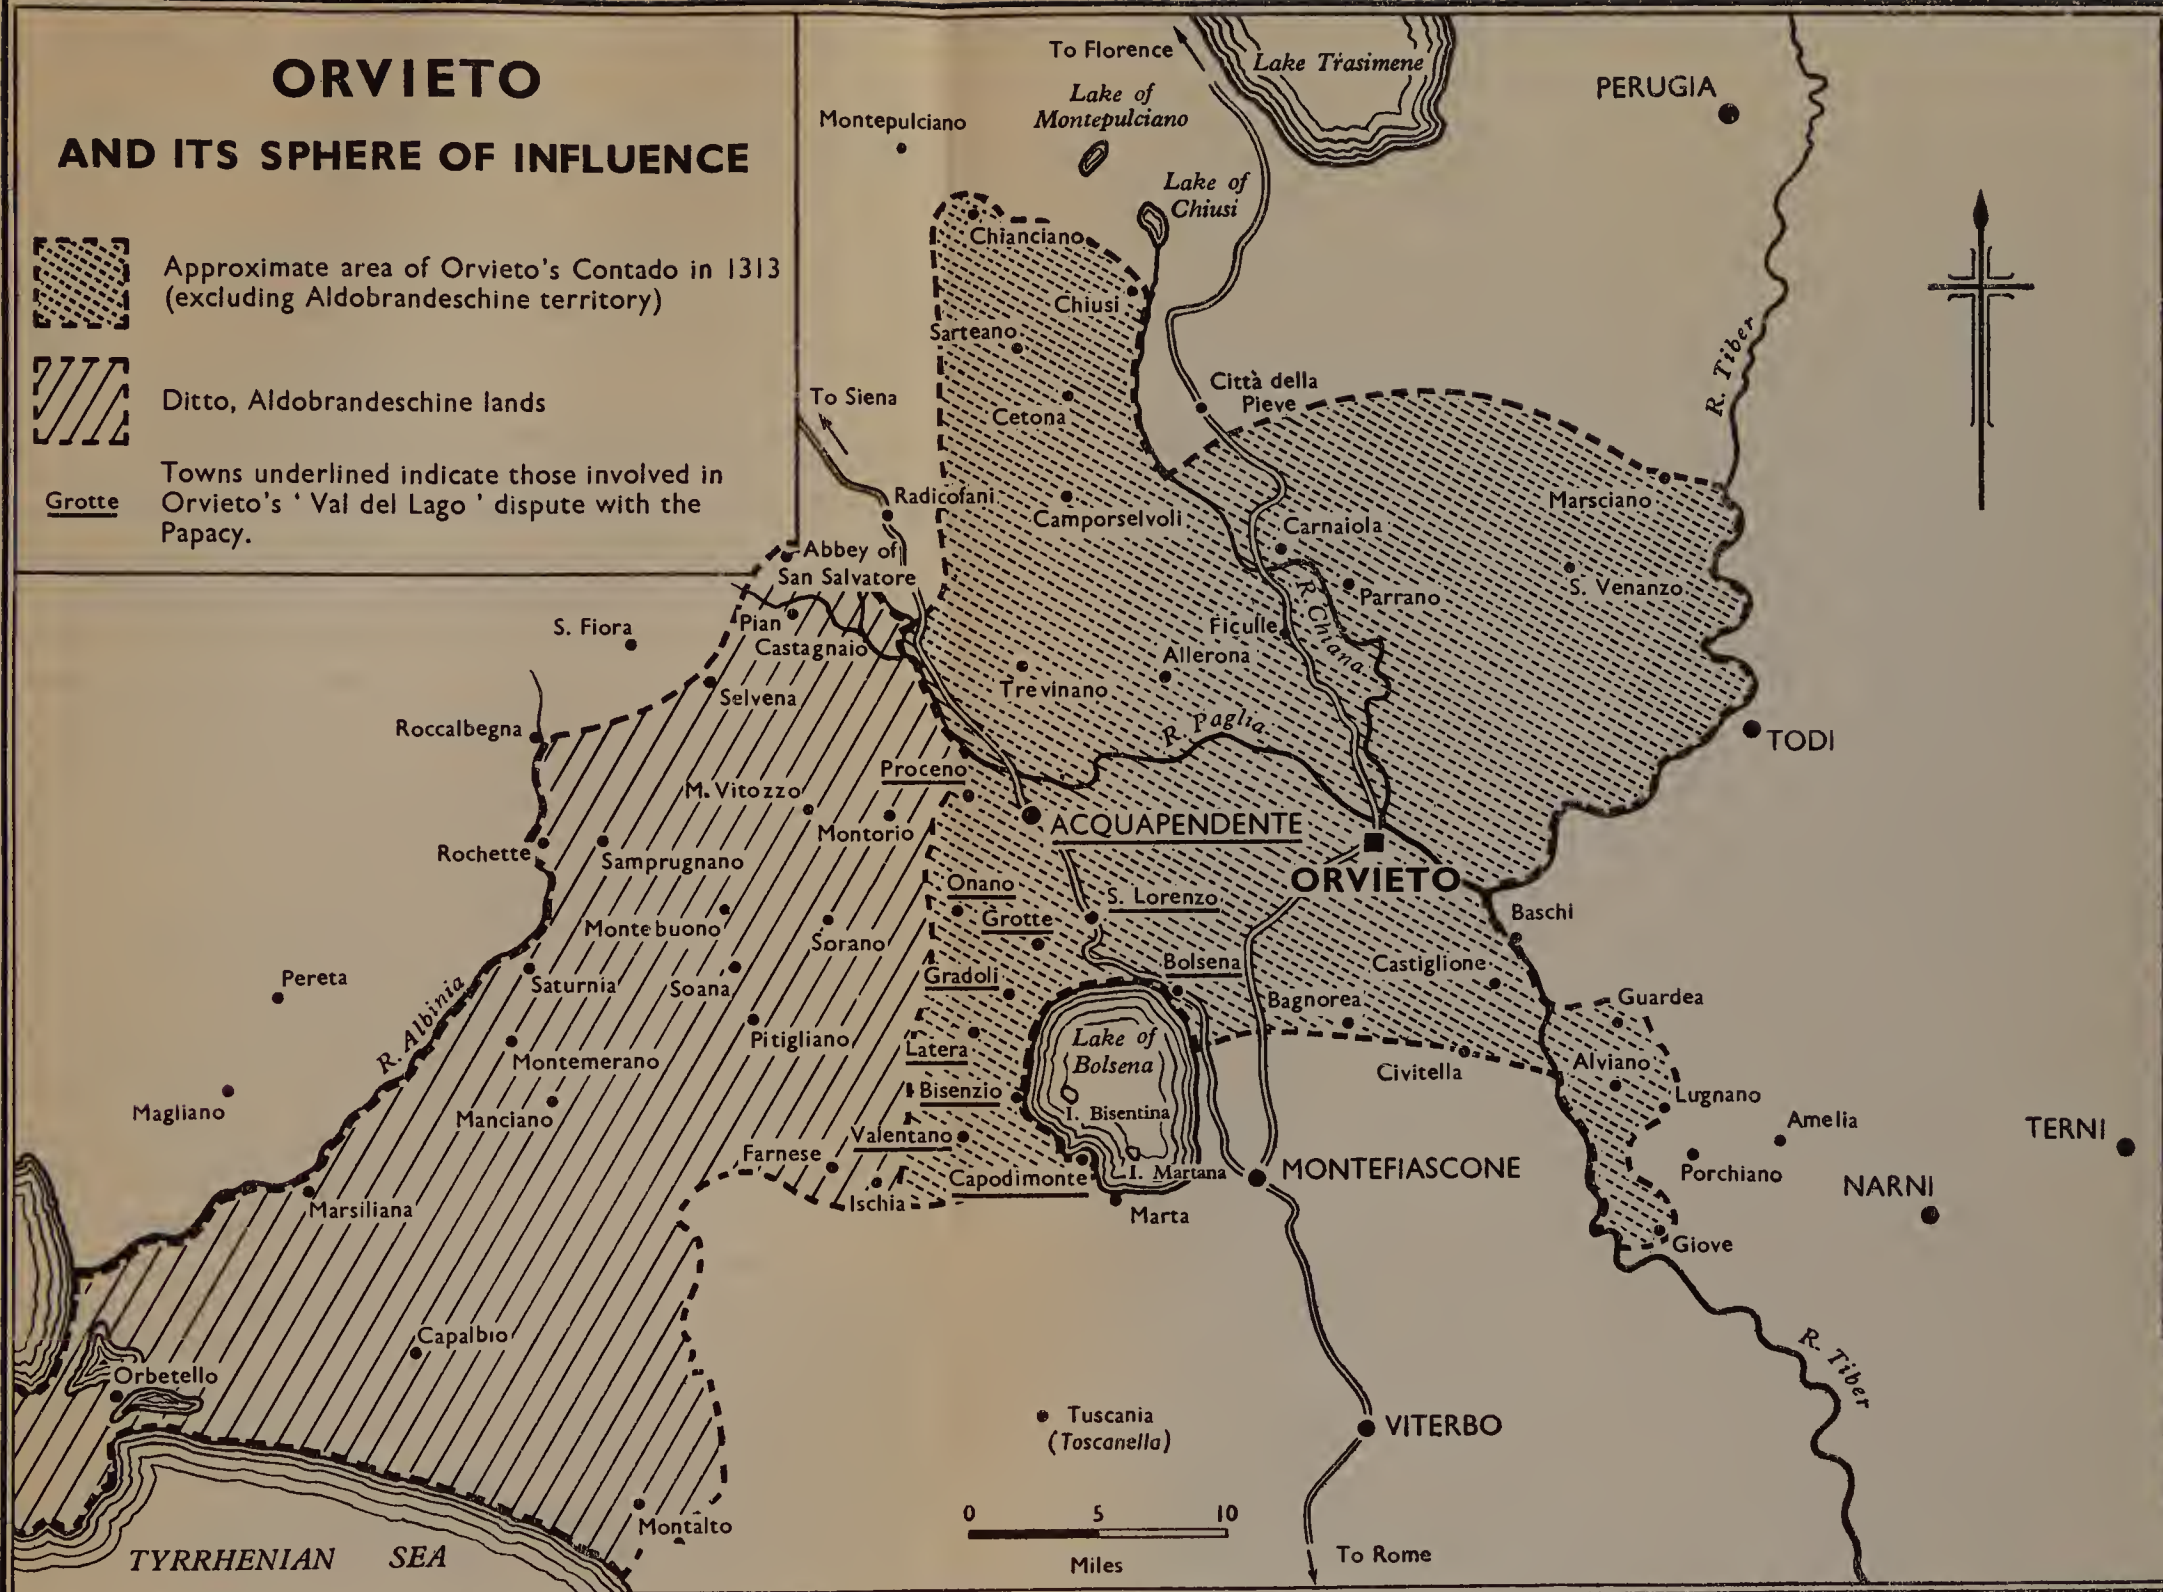 ORVIETO
AND ITS SPHERE OF INFLUENCE
Approximate area of Orvieto's Contado in 1313
(excluding Aldobrandeschine territory)
Ditto, Aldobrandeschine lands
Grotte
Towns underlined indicate those involved in
Orvieto's ‘Val del Lago’ dispute with the
Papacy.
To Florence
Lake Trasimene
PERUGIA
Lake of
Montepulciano
Montepulciano
Lake of
Chiusi
Chianciano
Chiusi
Sarteano
R. Tiber
Città della
Pieve
To Siena
Cetona
Radicofani
Camporselvoli
Marsciano
Carnaiola
Abbey of
San Salvatore
S. Venanzo
Parrano
R. Chiana
S. Fiora
Pian
Castagnaio
Ficulle
Allerona
Trevinano
Selvena
Roccalbegna
R. Paglia
TODI
Proceno
M. Vitozzo
Montorio
ACQUAPENDENTE
Rochette
Samprugnano
ORVIETO
Onano
S. Lorenzo
Grotte
Baschi
Montebuono
Sorano
Bolsena
Castiglione
Gradoli
Pereta
Saturnia
Soana
Bagnorea
Guardea
R. Albinia
Pitigliano
Latera
Lake of
Bolsena
Montemerano
Civitella
Alviano
Bisenzio
Lugnano
Magliano
Manciano
I. Bisentina
Amelia
Valentano
TERNI
Farnese
I. Martana
MONTEFIASCONE
Porchiano
Capodimonte
NARNI
Ischia
Marsiliana
Marta
Giove
Capalbio
Orbetello
R. Tiber
Tuscania
(Toscanella)
VITERBO
Montalto
0 5 10
Miles
To Rome
TYRRHENIAN SEA